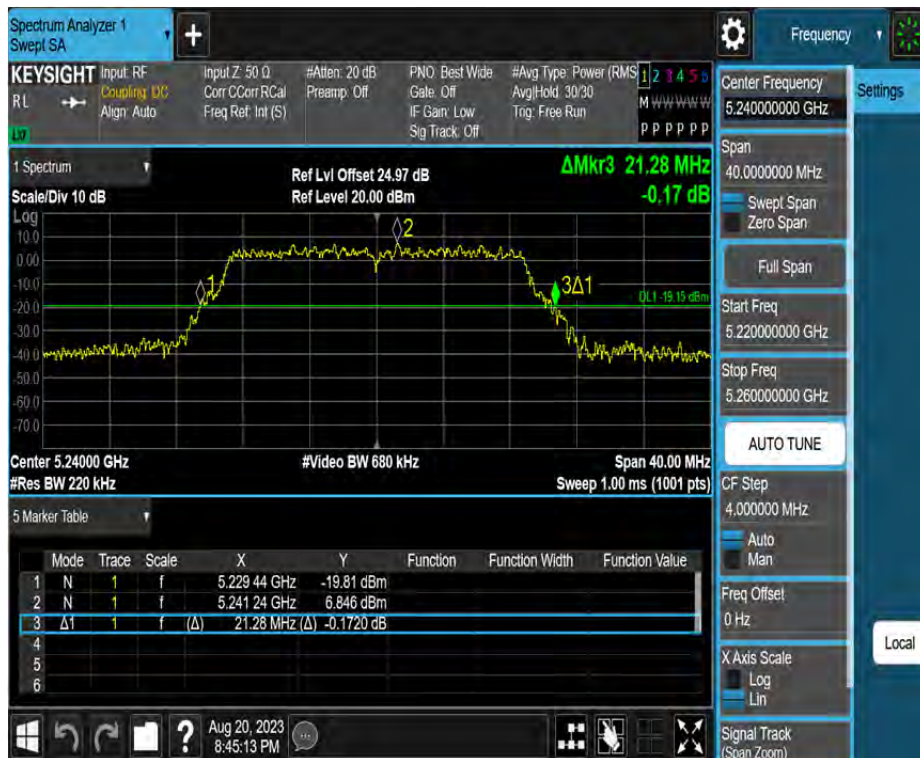 Spectrum Analyzer 1
Swept SA
+
Frequency
KEYSIGHT
RL
LXI
Input: RF
Coupling: DC
Align: Auto
Input Z: 50 Ω
Corr CCorr RCal
Freq Ref: Int (S)
#Atten: 20 dB
Preamp: Off
PNO: Best Wide
Gate: Off
IF Gain: Low
Sig Track: Off
#Avg Type: Power (RMS
Avg|Hold: 30/30
Trig: Free Run
1 2 3 4 5 6
M W W W W W
P P P P P P
1 Spectrum
Scale/Div 10 dB
Ref Lvl Offset 24.97 dB
Ref Level 20.00 dBm
ΔMkr3 21.28 MHz
-0.17 dB
Log
10.0
0.00
-10.0
-20.0
-30.0
-40.0
-50.0
-60.0
-70.0
1
2
3Δ1
DL1 -19.15 dBm
Center 5.24000 GHz
#Res BW 220 kHz
#Video BW 680 kHz
Span 40.00 MHz
Sweep 1.00 ms (1001 pts)
5 Marker Table
Mode Trace Scale X Y Function Function Width Function Value
1 N 1 f 5.229 44 GHz -19.81 dBm
2 N 1 f 5.241 24 GHz 6.846 dBm
3 Δ1 1 f (Δ) 21.28 MHz (Δ) -0.1720 dB
4
5
6
?
Aug 20, 2023
8:45:13 PM
Center Frequency
5.240000000 GHz
Span
40.0000000 MHz
Swept Span
Zero Span
Full Span
Start Freq
5.220000000 GHz
Stop Freq
5.260000000 GHz
AUTO TUNE
CF Step
4.000000 MHz
Auto
Man
Freq Offset
0 Hz
X Axis Scale
Log
Lin
Signal Track
(Span Zoom)
Settings
Local